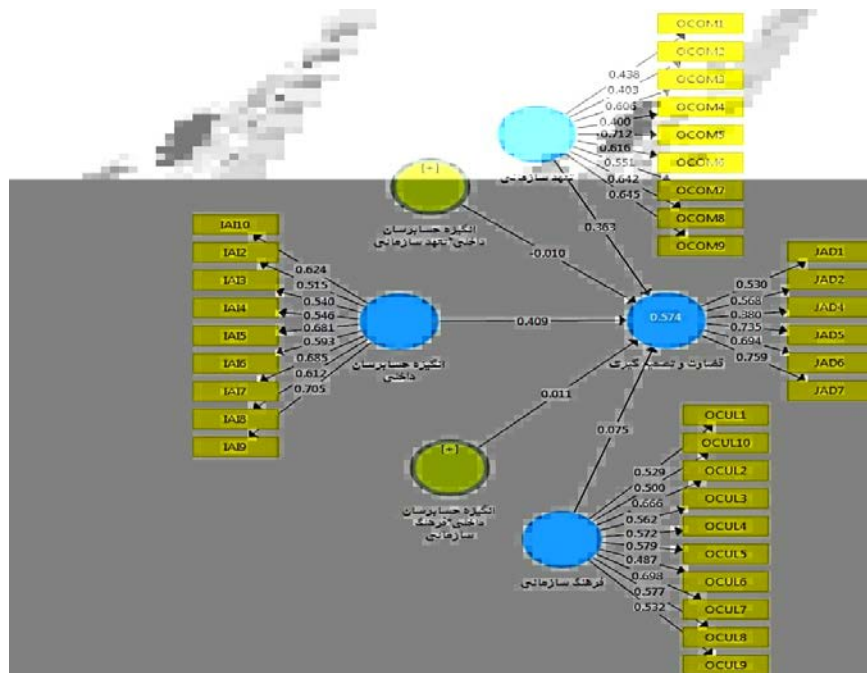 OCOM1
OCOM2
OCOM3
OCOM4
OCOM5
OCOM6
OCOM7
OCOM8
OCOM9
0.438
0.403
0.606
0.400
0.712
0.616
0.551
0.642
0.645
تعهد سازمانی
[+]
انگیزه حسابرسان
داخلی*تعهد سازمانی
0.363
-0.010
IAI10
IAI2
IAI3
IAI4
IAI5
IAI6
IAI7
IAI8
IAI9
0.624
0.515
0.540
0.546
0.681
0.593
0.685
0.612
0.705
انگیزه حسابرسان
داخلی
0.409
0.574
قضاوت و تصمیم گیری
0.530
0.568
0.380
0.735
0.694
0.759
JAD1
JAD2
JAD4
JAD5
JAD6
JAD7
0.011
0.075
[+]
انگیزه حسابرسان
داخلی*فرهنگ
سازمانی
فرهنگ سازمانی
0.529
0.500
0.666
0.562
0.572
0.579
0.487
0.698
0.577
0.532
OCUL1
OCUL10
OCUL2
OCUL3
OCUL4
OCUL5
OCUL6
OCUL7
OCUL8
OCUL9